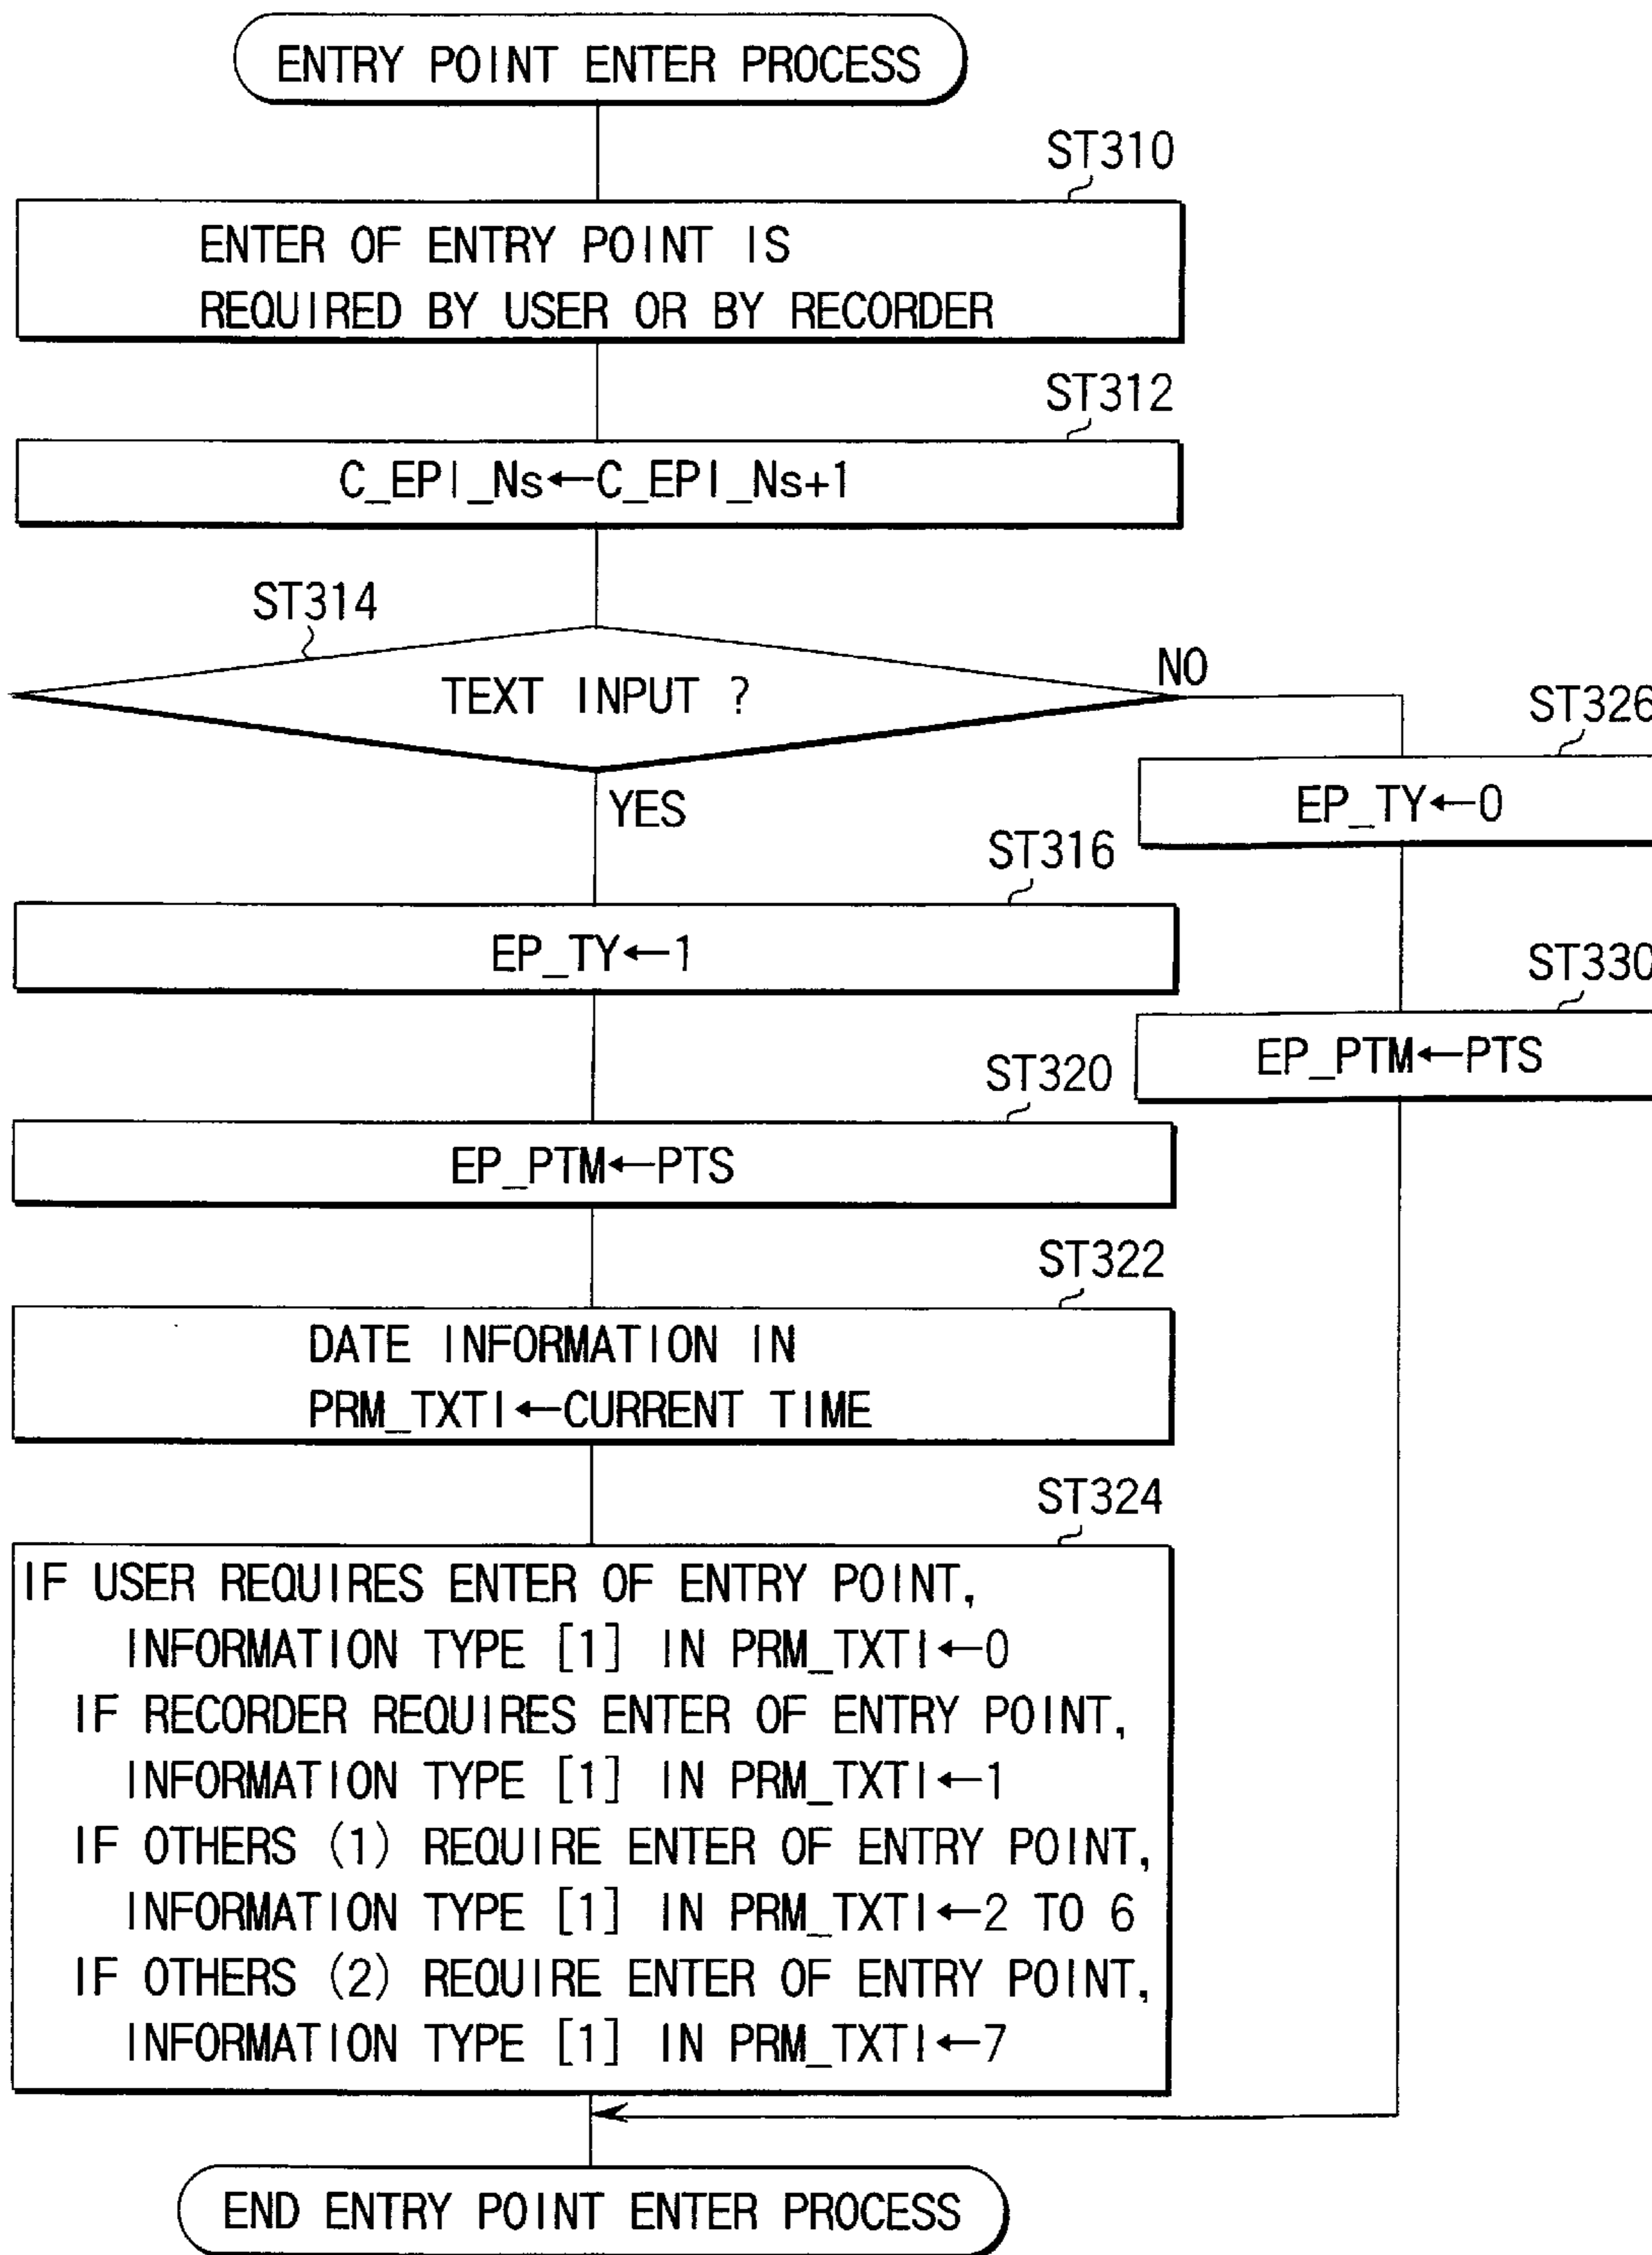 ENTRY POINT ENTER PROCESS
ST310
ENTER OF ENTRY POINT IS
REQUIRED BY USER OR BY RECORDER
ST312
C_EPI_Ns←C_EPI_Ns+1
ST314
TEXT INPUT ?
NO
YES
ST326
EP_TY←0
ST316
EP_TY←1
ST330
EP_PTM←PTS
ST320
EP_PTM←PTS
ST322
DATE INFORMATION IN
PRM_TXTI←CURRENT TIME
ST324
IF USER REQUIRES ENTER OF ENTRY POINT,
INFORMATION TYPE [1] IN PRM_TXTI←0
IF RECORDER REQUIRES ENTER OF ENTRY POINT,
INFORMATION TYPE [1] IN PRM_TXTI←1
IF OTHERS (1) REQUIRE ENTER OF ENTRY POINT,
INFORMATION TYPE [1] IN PRM_TXTI←2 TO 6
IF OTHERS (2) REQUIRE ENTER OF ENTRY POINT,
INFORMATION TYPE [1] IN PRM_TXTI←7
END ENTRY POINT ENTER PROCESS